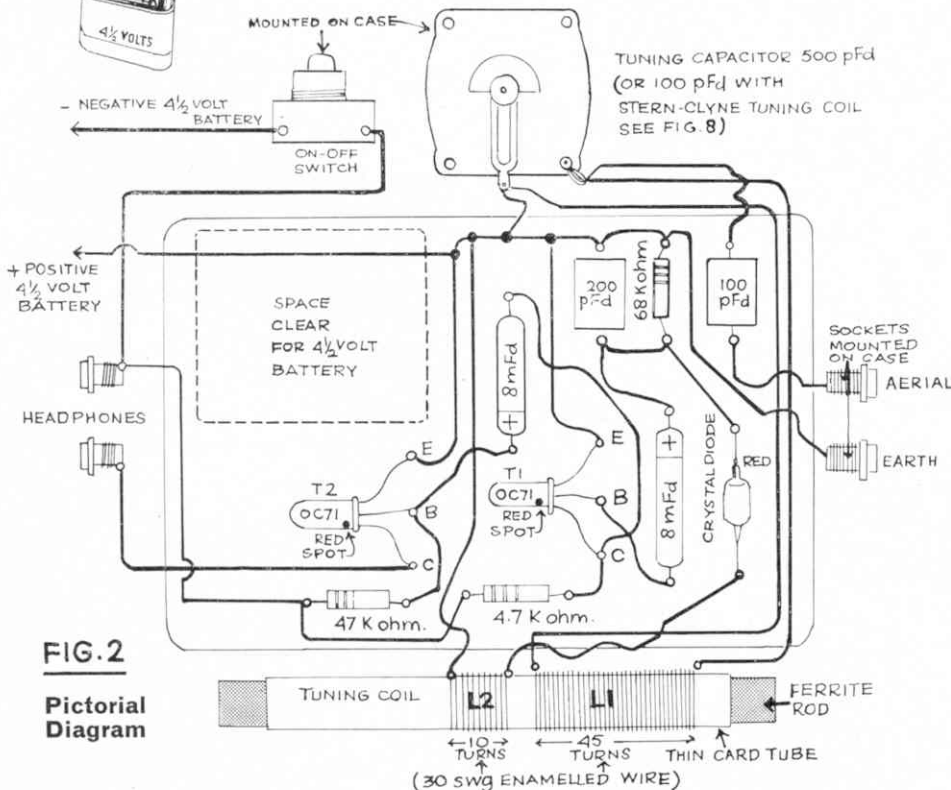 4½ VOLTS
MOUNTED ON CASE
TUNING CAPACITOR 500 pFd
(OR 100 pFd WITH
STERN-CLYNE TUNING COIL
SEE FIG. 8)
- NEGATIVE 4½ VOLT
BATTERY
ON-OFF
SWITCH
+ POSITIVE
4½ VOLT
BATTERY
SPACE
CLEAR
FOR 4½ VOLT
BATTERY
200
pFd
68 K ohm
100
pFd
SOCKETS
MOUNTED
ON CASE
AERIAL
EARTH
HEADPHONES
8 mFd
+
E
B
C
T2
OC71
RED
SPOT
E
B
C
T1
OC71
RED
SPOT
+
8 mFd
CRYSTAL DIODE
RED
47 K ohm.
4.7 K ohm.
FIG. 2
Pictorial
Diagram
TUNING COIL
L2
L1
FERRITE
ROD
10
TURNS
45
TURNS
THIN CARD TUBE
(30 swg ENAMELLED WIRE)